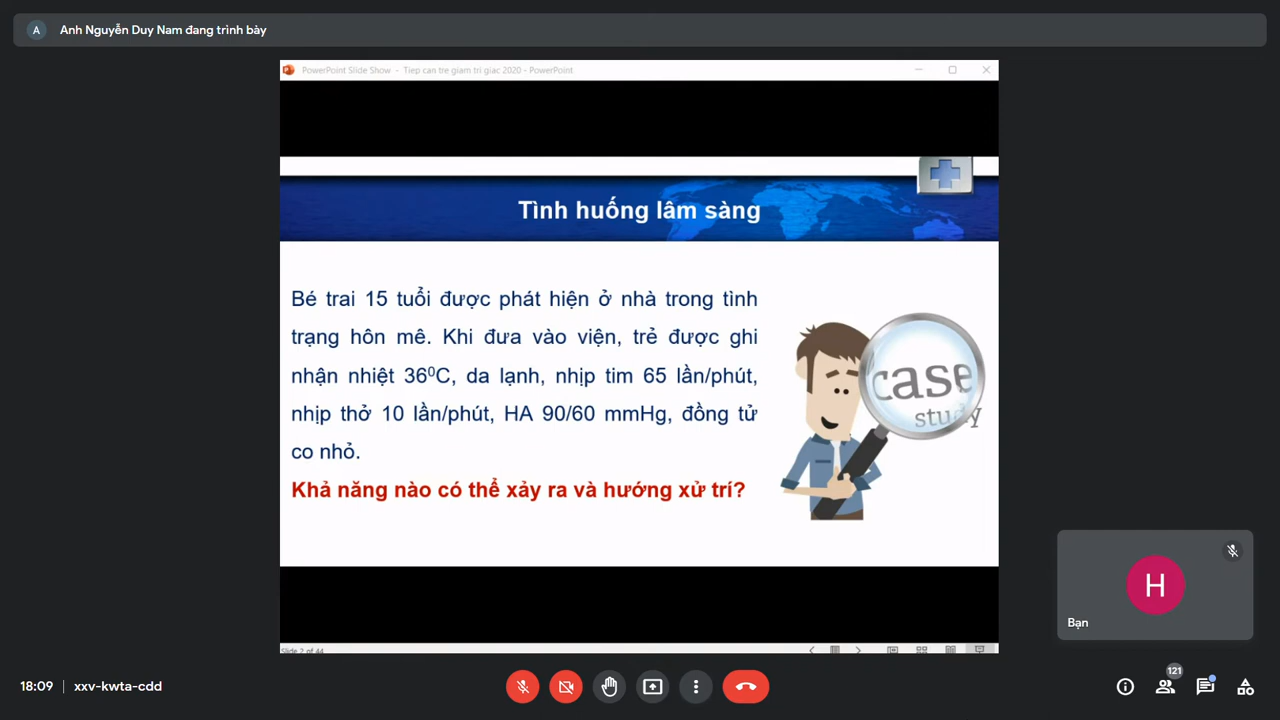 A
Anh Nguyễn Duy Nam đang trình bày
PowerPoint Slide Show - Tiep can tre giam tri giac 2020 - PowerPoint
Tình huống lâm sàng
Bé trai 15 tuổi được phát hiện ở nhà trong tình
trạng hôn mê. Khi đưa vào viện, trẻ được ghi
nhận nhiệt 36⁰C, da lạnh, nhịp tim 65 lần/phút,
nhịp thở 10 lần/phút, HA 90/60 mmHg, đồng tử
co nhỏ.
Khả năng nào có thể xảy ra và hướng xử trí?
case
study
H
Bạn
Slide 2 of 44
18:09 | xxv-kwta-cdd
121